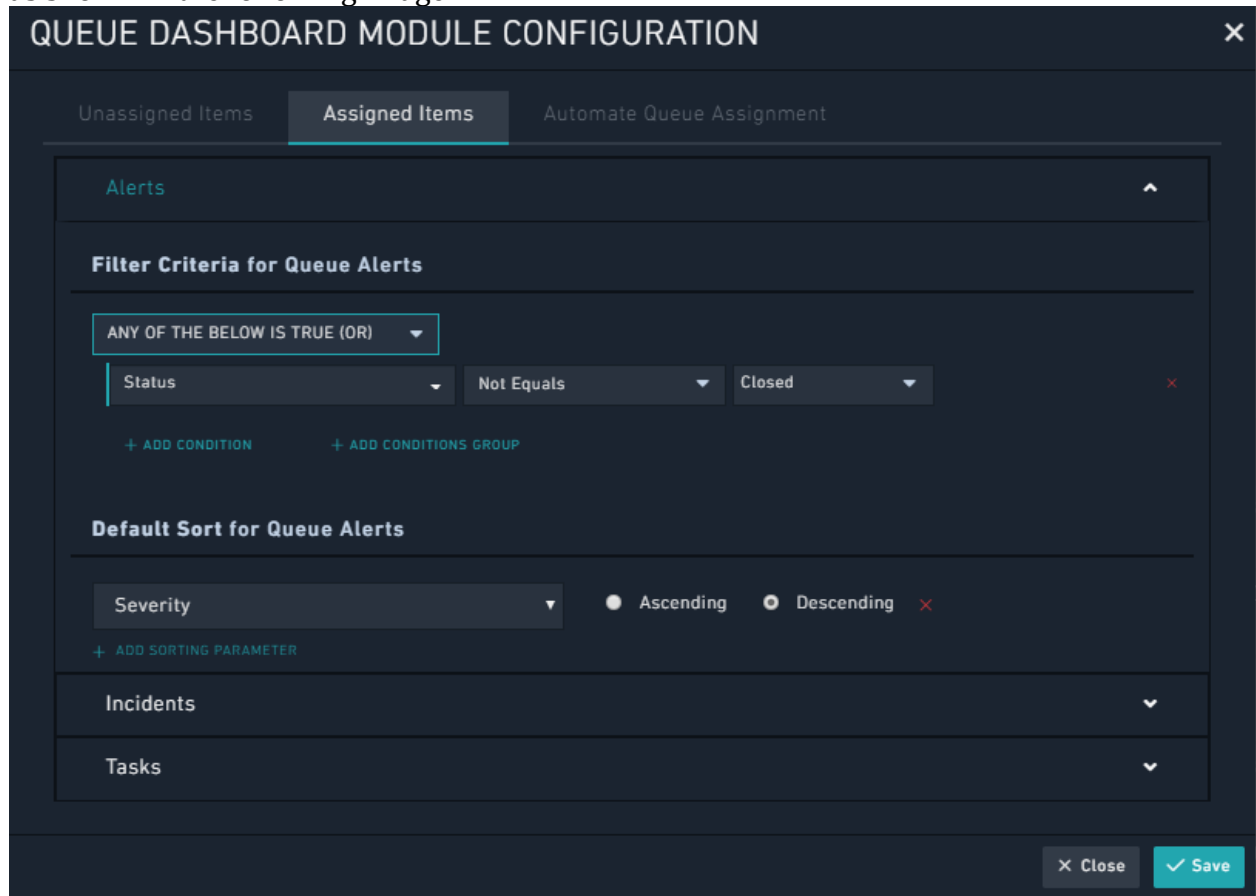 QUEUE DASHBOARD MODULE CONFIGURATION
Unassigned Items Assigned Items Automate Queue Assignment
Alerts
Filter Criteria for Queue Alerts
ANY OF THE BELOW IS TRUE (OR)
Status Not Equals Closed
+ ADD CONDITION + ADD CONDITIONS GROUP
Default Sort for Queue Alerts
Severity Ascending Descending
+ ADD SORTING PARAMETER
Incidents
Tasks
Close Save